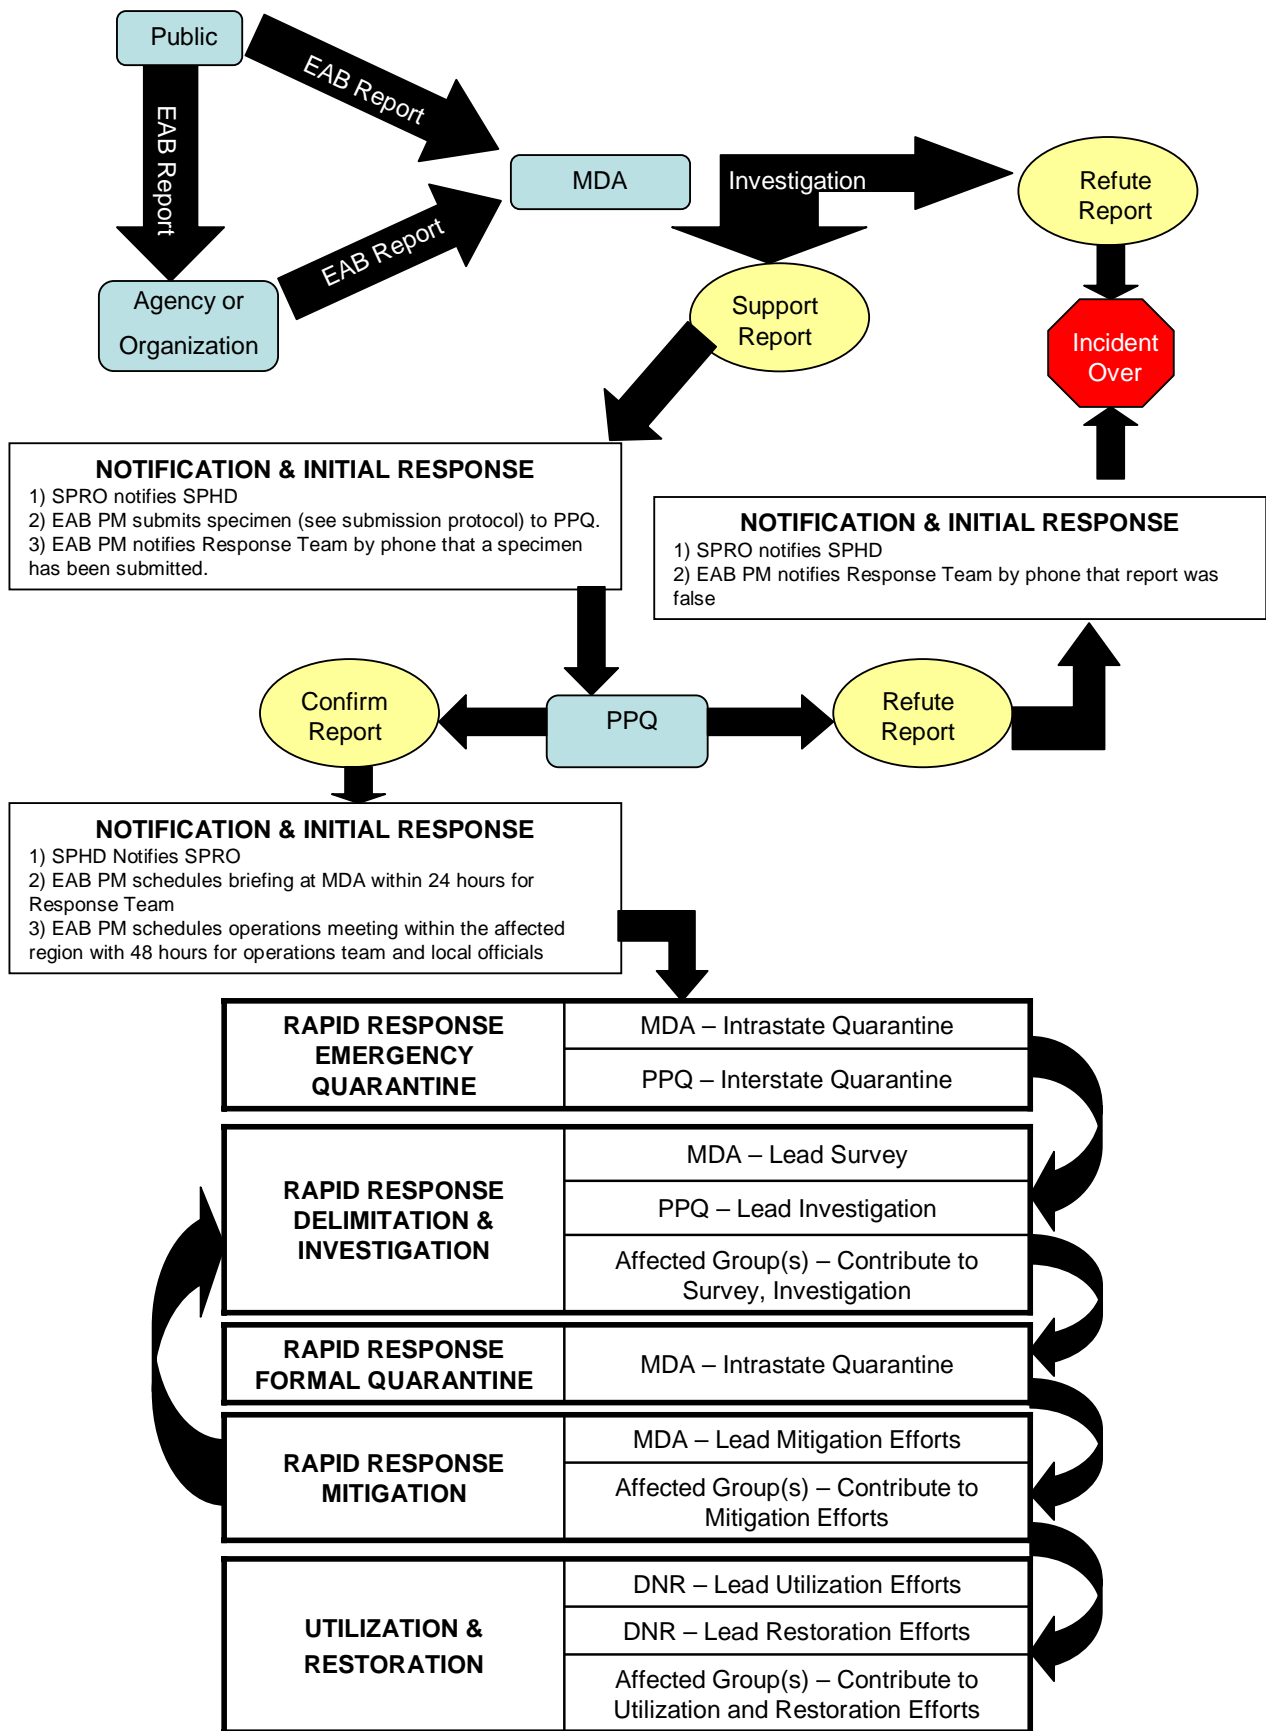 Public
EAB Report
EAB Report
MDA
Investigation
Refute
Report
EAB Report
Agency or
Organization
Support
Report
Incident
Over
NOTIFICATION & INITIAL RESPONSE
1) SPRO notifies SPHD
2) EAB PM submits specimen (see submission protocol) to PPQ.
3) EAB PM notifies Response Team by phone that a specimen
has been submitted.
NOTIFICATION & INITIAL RESPONSE
1) SPRO notifies SPHD
2) EAB PM notifies Response Team by phone that report was
false
Confirm
Report
PPQ
Refute
Report
NOTIFICATION & INITIAL RESPONSE
1) SPHD Notifies SPRO
2) EAB PM schedules briefing at MDA within 24 hours for
Response Team
3) EAB PM schedules operations meeting within the affected
region with 48 hours for operations team and local officials
RAPID RESPONSE
EMERGENCY
QUARANTINE
MDA – Intrastate Quarantine
PPQ – Interstate Quarantine
RAPID RESPONSE
DELIMITATION &
INVESTIGATION
MDA – Lead Survey
PPQ – Lead Investigation
Affected Group(s) – Contribute to
Survey, Investigation
RAPID RESPONSE
FORMAL QUARANTINE
MDA – Intrastate Quarantine
RAPID RESPONSE
MITIGATION
MDA – Lead Mitigation Efforts
Affected Group(s) – Contribute to
Mitigation Efforts
UTILIZATION &
RESTORATION
DNR – Lead Utilization Efforts
DNR – Lead Restoration Efforts
Affected Group(s) – Contribute to
Utilization and Restoration Efforts